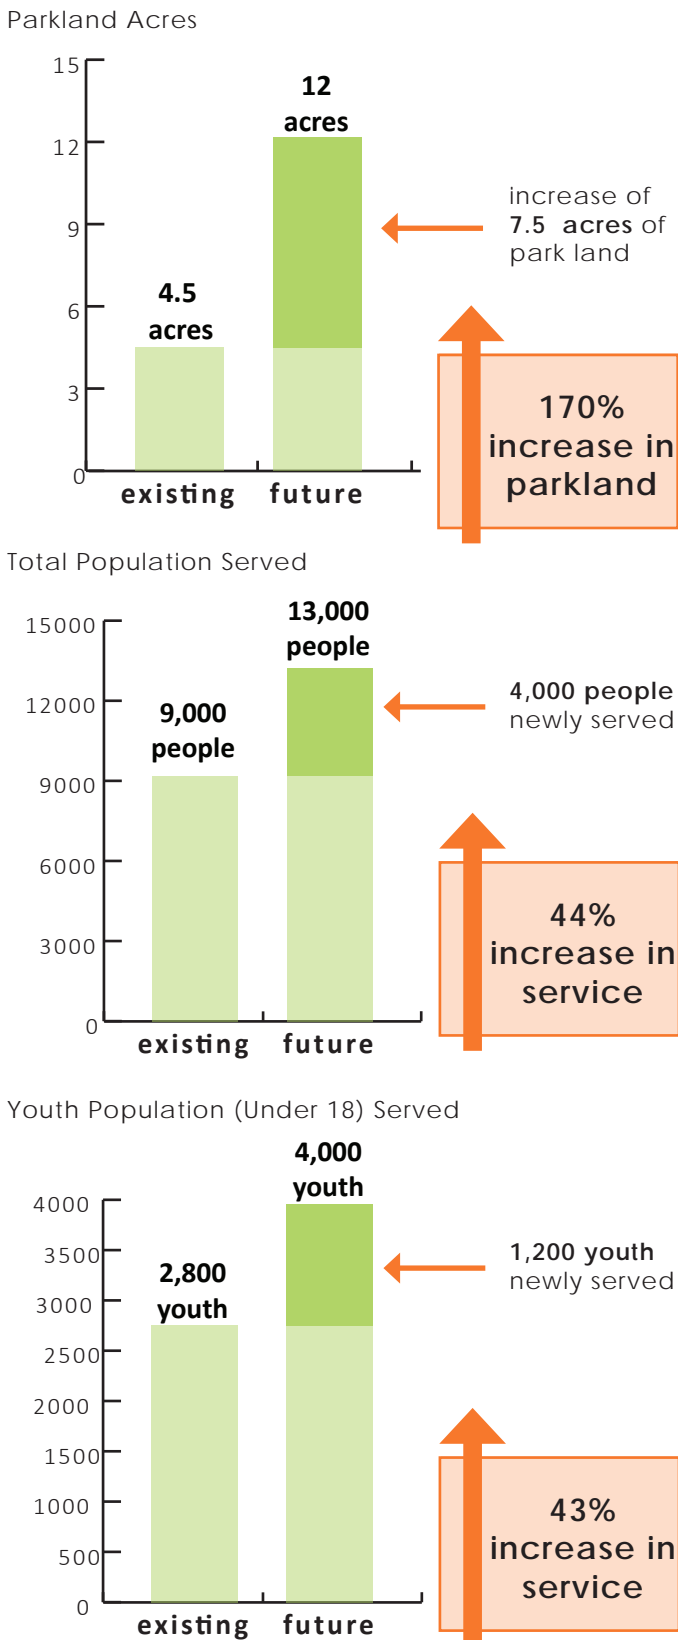 Parkland Acres
15
12
9
6
3
0
12
acres
4.5
acres
existing future
increase of
7.5 acres of
park land
170%
increase in
parkland
Total Population Served
15000
12000
9000
6000
3000
0
13,000
people
9,000
people
existing future
4,000 people
newly served
44%
increase in
service
Youth Population (Under 18) Served
4000
3500
3000
2500
2000
1500
1000
500
0
4,000
youth
2,800
youth
existing future
1,200 youth
newly served
43%
increase in
service